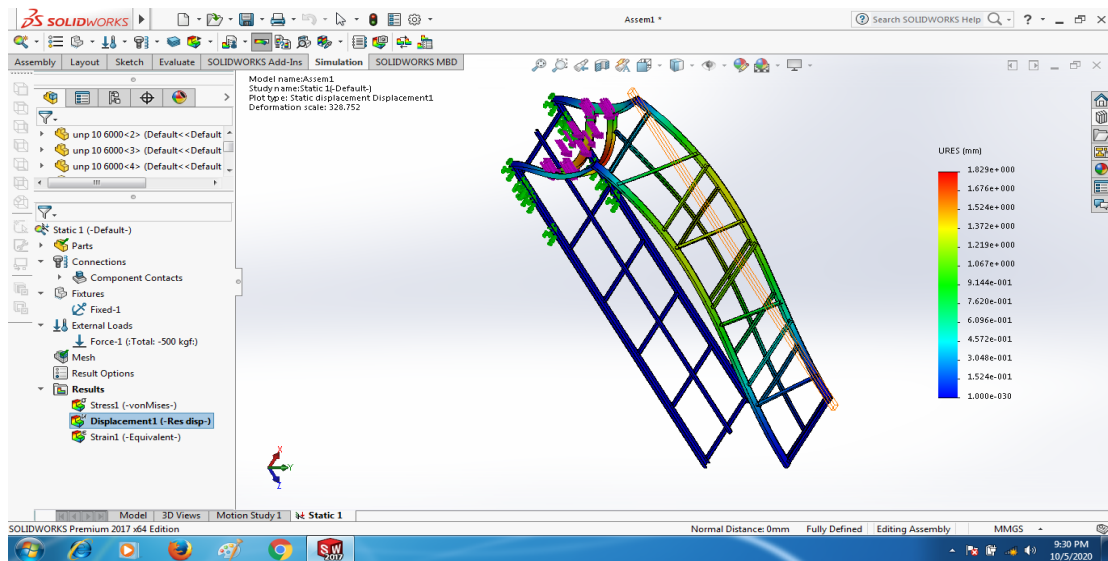 SOLIDWORKS
Assem1 *
Search SOLIDWORKS Help
Assembly
Layout
Sketch
Evaluate
SOLIDWORKS Add-Ins
Simulation
SOLIDWORKS MBD
Model name:Assem1
Study name:Static 1(-Default-)
Plot type: Static displacement Displacement1
Deformation scale: 328.752
unp 10 6000<2> (Default<<Default
unp 10 6000<3> (Default<<Default
unp 10 6000<4> (Default<<Default
Static 1 (-Default-)
Parts
Connections
Component Contacts
Fixtures
Fixed-1
External Loads
Force-1 (:Total: -500 kgf:)
Mesh
Result Options
Results
Stress1 (-vonMises-)
Displacement1 (-Res disp-)
Strain1 (-Equivalent-)
URES (mm)
1.829e+000
1.676e+000
1.524e+000
1.372e+000
1.219e+000
1.067e+000
9.144e-001
7.620e-001
6.096e-001
4.572e-001
3.048e-001
1.524e-001
1.000e-030
X
Y
Z
Model
3D Views
Motion Study 1
Static 1
SOLIDWORKS Premium 2017 x64 Edition
Normal Distance: 0mm
Fully Defined
Editing Assembly
MMGS
SW
2017
9:30 PM
10/5/2020